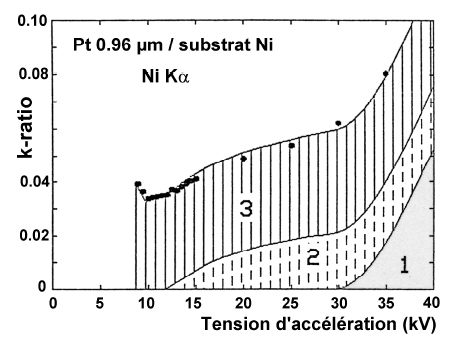 0.10
Pt 0.96 µm / substrat Ni
Ni Kα
0.08
k-ratio
0.06
0.04
3
0.02
2
1
0
0 5 10 15 20 25 30 35 40
Tension d'accélération (kV)